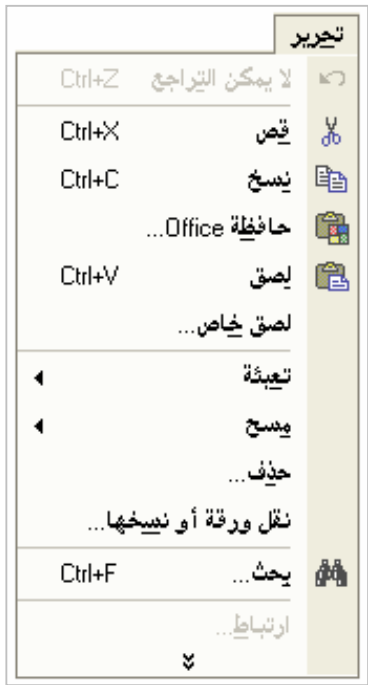 تحرير
لا يمكن التراجع Ctrl+Z
قص Ctrl+X
نسخ Ctrl+C
حافظة Office...
لصق Ctrl+V
لصق خاص...
تعبئة
مسح
حذف...
نقل ورقة أو نسخها...
بحث... Ctrl+F
ارتباط...